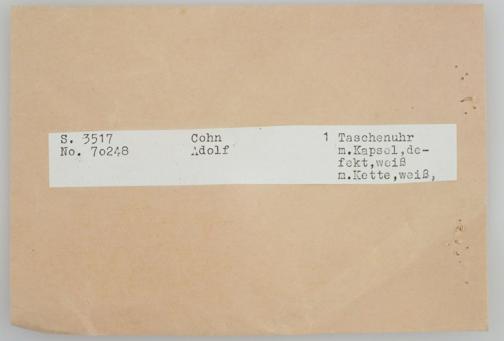 S. 3517 Cohn 1 Taschenuhr
No. 70248 Adolf m.Kapsel,de-
fekt,weiß
m.Kette,weiß,